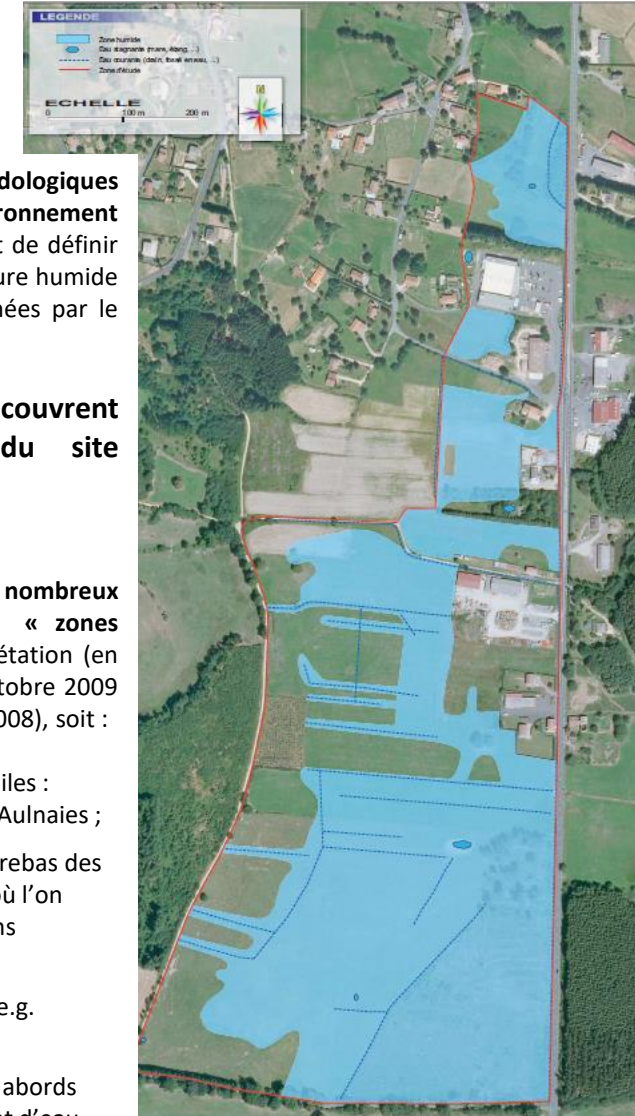 LEGENDE
Zone humide
Eau stagnante (mare, étang, ...)
Eau courante (drain, fossé en eau, ...)
Zone d'étude
ECHELLE
0 100 m 200 m
N
dologiques
ronnement
t de définir
ure humide
nées par le
couvrent
du site
nombreux
« zones
étation (en
tobre 2009
008), soit :
iles :
Aulnaies ;
rebas des
où l'on
ns
e.g.
abords
t d'eau